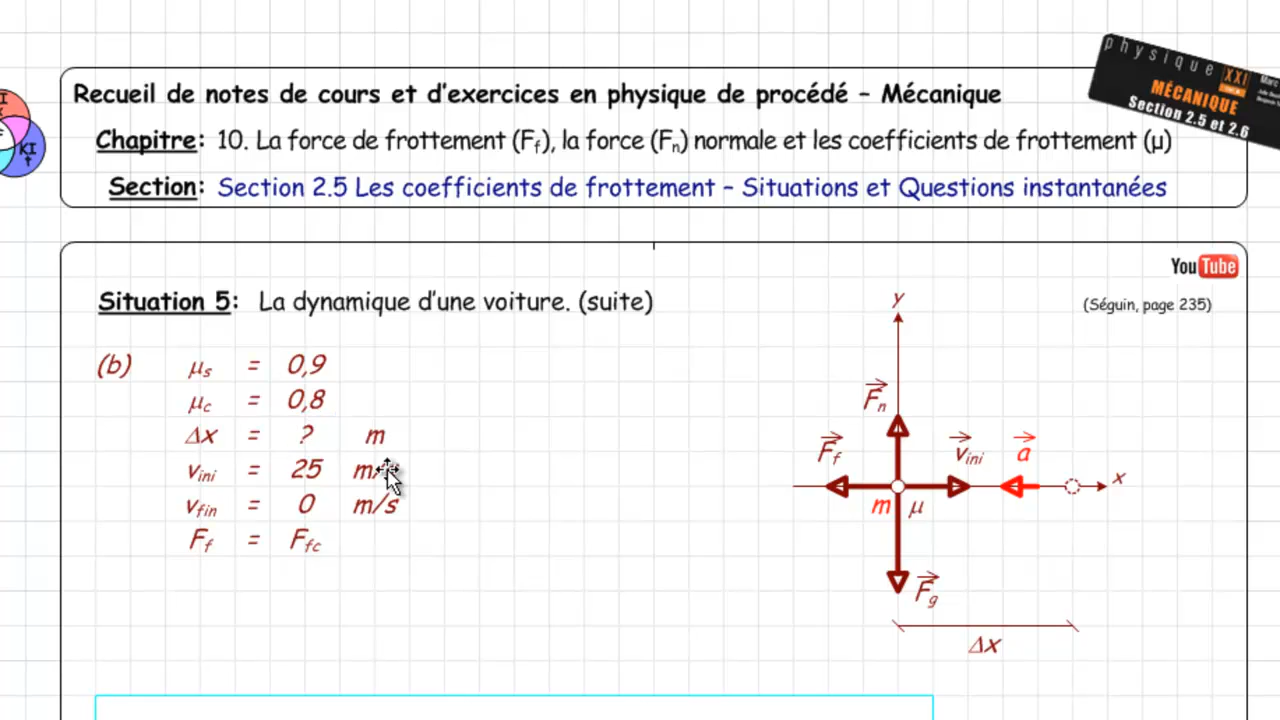 physique XXI
MÉCANIQUE
Section 2.5 et 2.6
Recueil de notes de cours et d'exercices en physique de procédé – Mécanique
Chapitre: 10. La force de frottement (Ff), la force (Fn) normale et les coefficients de frottement (μ)
Section: Section 2.5 Les coefficients de frottement – Situations et Questions instantanées
KI
YouTube
Situation 5: La dynamique d'une voiture. (suite)
(Séguin, page 235)
(b) μs = 0,9
μc = 0,8
Δx = ? m
vini = 25
vfin = 0 m/s
Ff = Ffc
y
Fn
Ff vini a
x
m μ
Fg
Δx